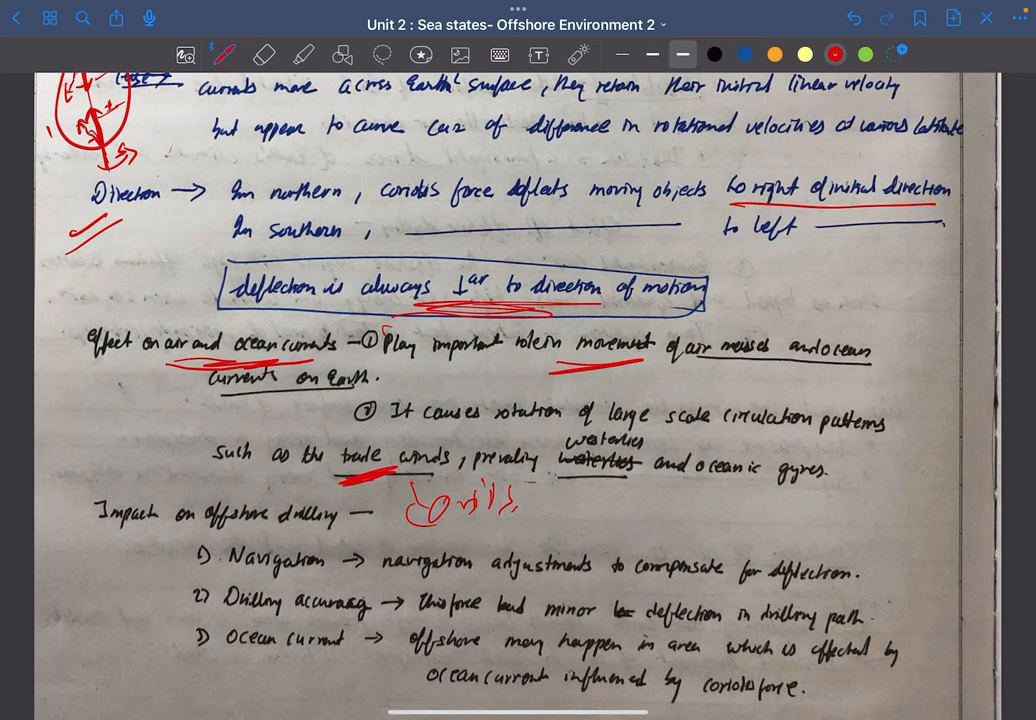 Unit 2 : Sea states- Offshore Environment 2
currents move across Earth's surface, they retain their initial linear velocity
but appear to curve coz of difference in rotational velocities at various latitude
Direction → In northern, coriolis force deflects moving objects to right of initial direction
In southern, ——— to left ———
deflection is always ⊥ar to direction of motion
Effect on air and ocean currents - ① Play important role in movement of air masses and ocean
currents on Earth.
② It causes rotation of large scale circulation patterns
westerlies
such as the trade winds, prevailing and oceanic gyres.
Impact on offshore drilling —
1) Navigation → navigation adjustments to compensate for deflection.
2) Drilling accuracy → this force minor deflection in drilling path.
3) Ocean current → offshore may happen in area which is affected by
ocean current influenced by coriolis force.